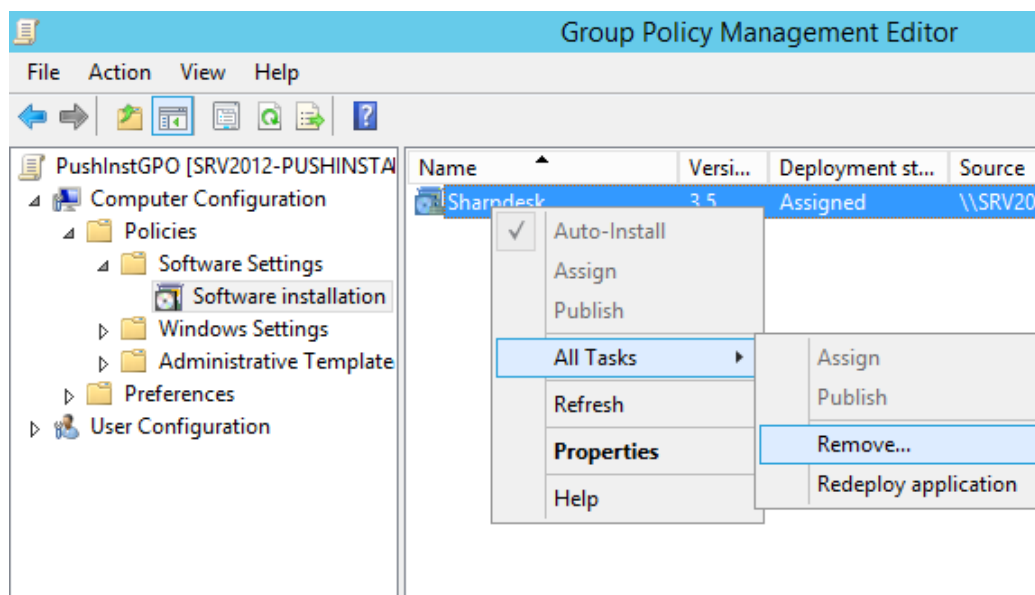 Group Policy Management Editor
File Action View Help
PushInstGPO [SRV2012-PUSHINSTA
Computer Configuration
Policies
Software Settings
Software installation
Windows Settings
Administrative Template
Preferences
User Configuration
Name Versi... Deployment st... Source
Sharpdesk 3.5 Assigned \\SRV20
Auto-Install
Assign
Publish
All Tasks
Refresh
Properties
Help
Assign
Publish
Remove...
Redeploy application